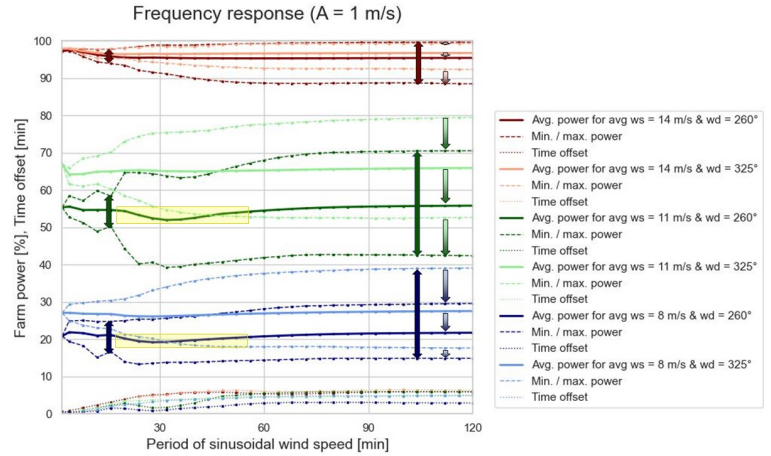 Frequency response (A = 1 m/s)
100
90
80
70
60
50
40
30
20
10
0
Farm power [%], Time offset [min]
30
60
90
120
Period of sinusoidal wind speed [min]
Avg. power for avg ws = 14 m/s & wd = 260°
Min. / max. power
Time offset
Avg. power for avg ws = 14 m/s & wd = 325°
Min. / max. power
Time offset
Avg. power for avg ws = 11 m/s & wd = 260°
Min. / max. power
Time offset
Avg. power for avg ws = 11 m/s & wd = 325°
Min. / max. power
Time offset
Avg. power for avg ws = 8 m/s & wd = 260°
Min. / max. power
Time offset
Avg. power for avg ws = 8 m/s & wd = 325°
Min. / max. power
Time offset